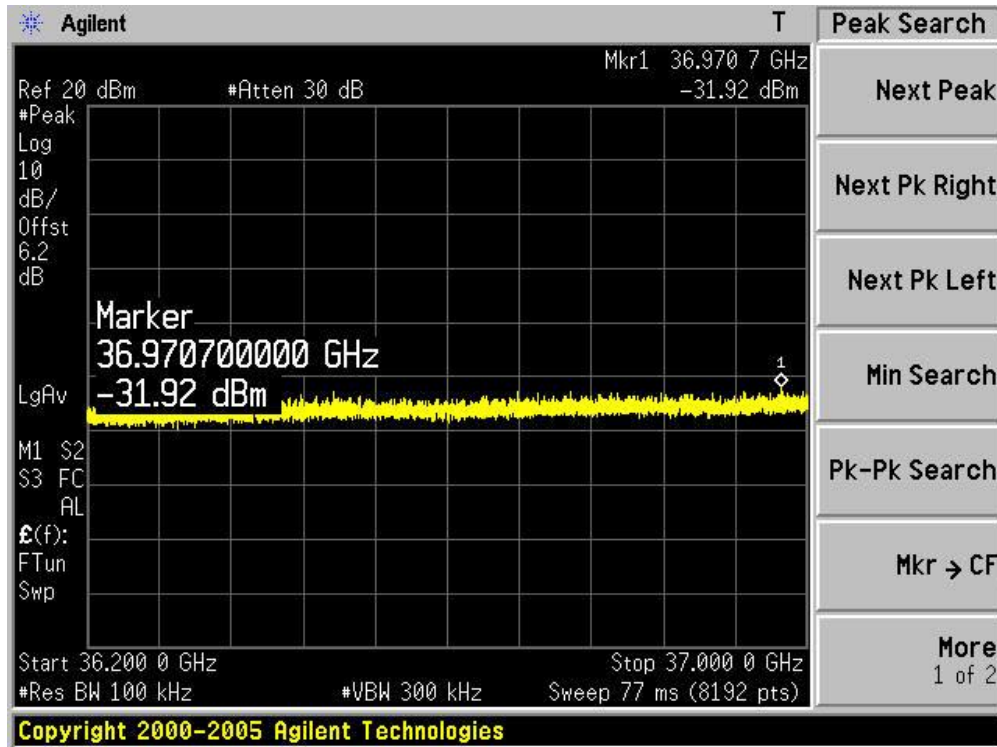 Agilent T Peak Search
Mkr1 36.970 7 GHz
Ref 20 dBm #Atten 30 dB -31.92 dBm
#Peak
Log
10
dB/
Offst
6.2
dB
Marker
36.970700000 GHz
-31.92 dBm
1
LgAv
M1 S2
S3 FC
AL
£(f):
FTun
Swp
Start 36.200 0 GHz Stop 37.000 0 GHz
#Res BW 100 kHz #VBW 300 kHz Sweep 77 ms (8192 pts)
Copyright 2000-2005 Agilent Technologies
Next Peak
Next Pk Right
Next Pk Left
Min Search
Pk-Pk Search
Mkr → CF
More
1 of 2